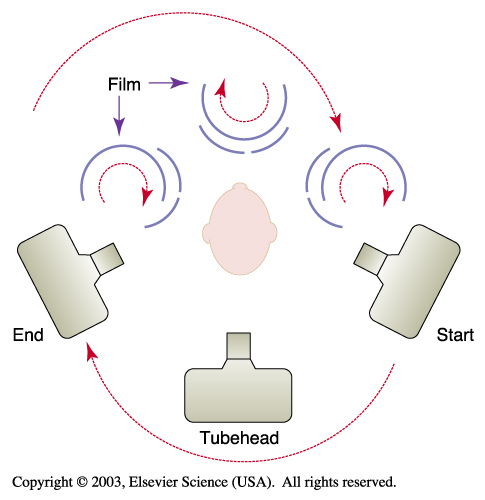 Film
End
Start
Tubehead
Copyright © 2003, Elsevier Science (USA). All rights reserved.